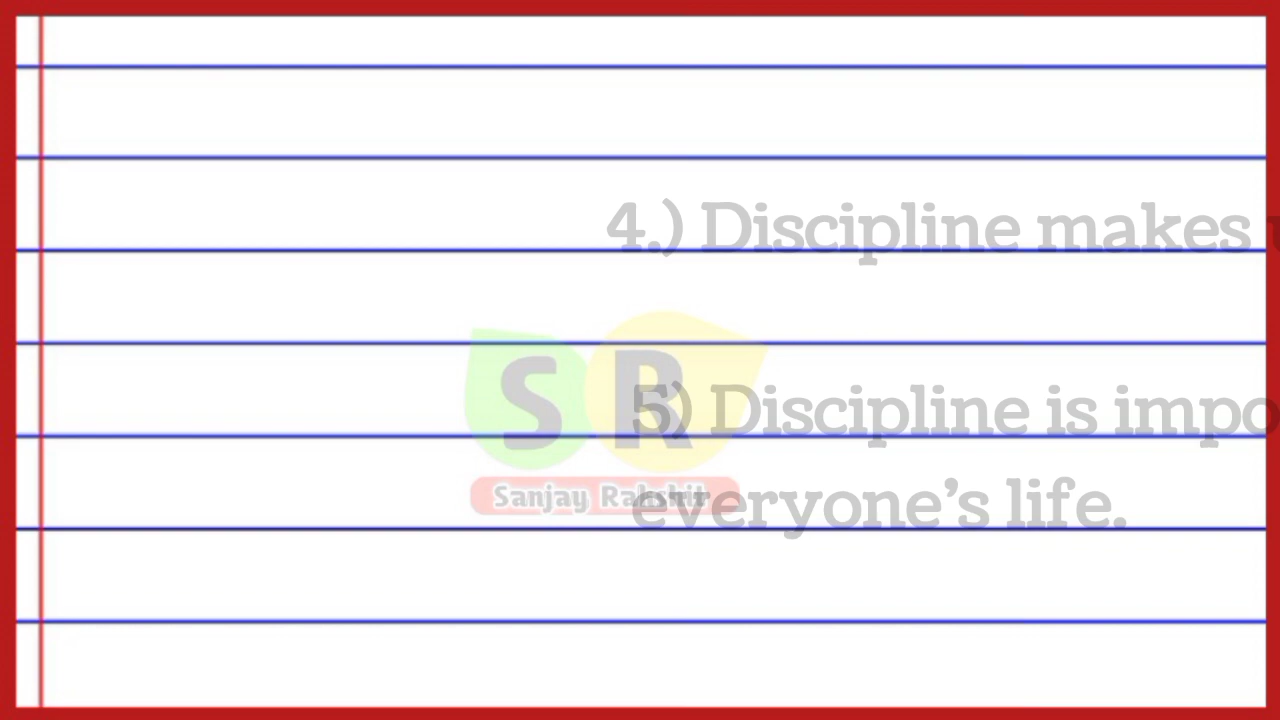 4.) Discipline makes
S R
5) Discipline is impo
Sanjay Rakshit
everyone's life.